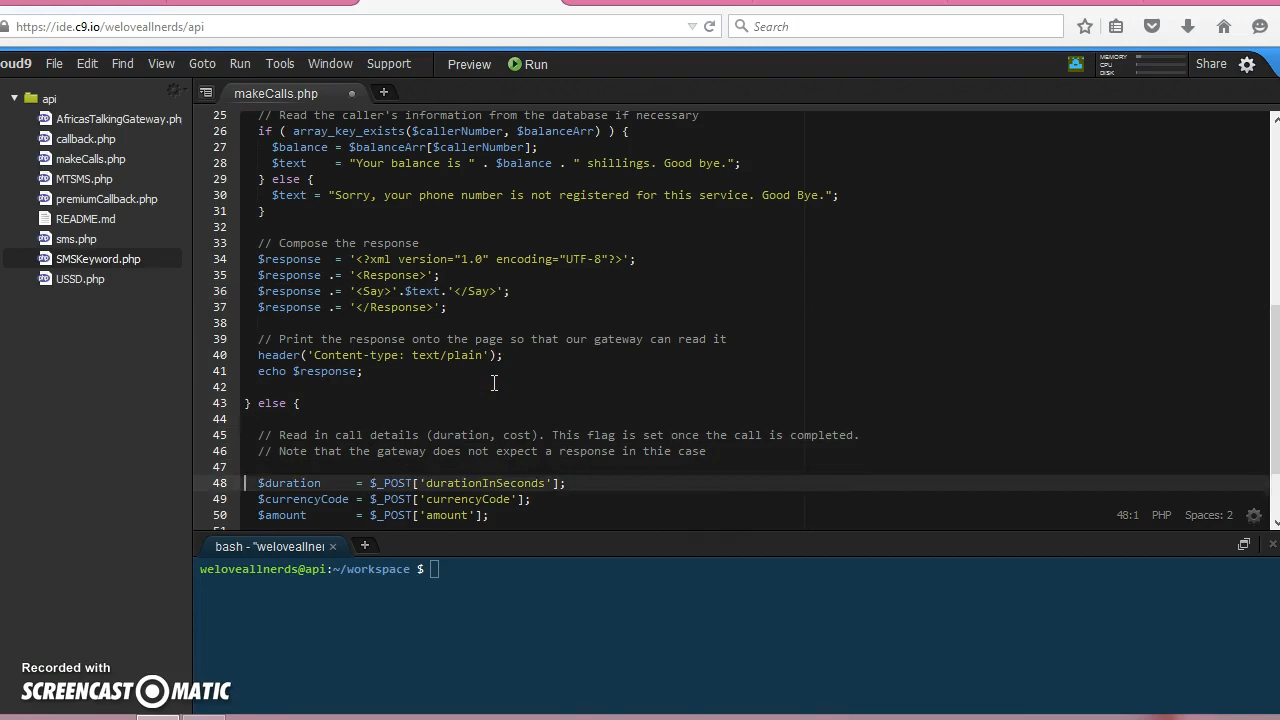 https://ide.c9.io/weloveallnerds/api
Search
oud9 File Edit Find View Goto Run Tools Window Support Preview Run MEMORY CPU DISK Share
api
AfricasTalkingGateway.ph
callback.php
makeCalls.php
MTSMS.php
premiumCallback.php
README.md
sms.php
SMSKeyword.php
USSD.php
makeCalls.php
25 // Read the caller's information from the database if necessary
26 if ( array_key_exists($callerNumber, $balanceArr) ) {
27 $balance = $balanceArr[$callerNumber];
28 $text = "Your balance is " . $balance . " shillings. Good bye.";
29 } else {
30 $text = "Sorry, your phone number is not registered for this service. Good Bye.";
31 }
32
33 // Compose the response
34 $response = '<?xml version="1.0" encoding="UTF-8"?>';
35 $response .= '<Response>';
36 $response .= '<Say>'.$text.'</Say>';
37 $response .= '</Response>';
38
39 // Print the response onto the page so that our gateway can read it
40 header('Content-type: text/plain');
41 echo $response;
42
43 } else {
44
45 // Read in call details (duration, cost). This flag is set once the call is completed.
46 // Note that the gateway does not expect a response in thie case
47
48 $duration = $_POST['durationInSeconds'];
49 $currencyCode = $_POST['currencyCode'];
50 $amount = $_POST['amount'];
48:1 PHP Spaces: 2
bash - "weloveallner
weloveallnerds@api:~/workspace $
Recorded with
SCREENCAST MATIC